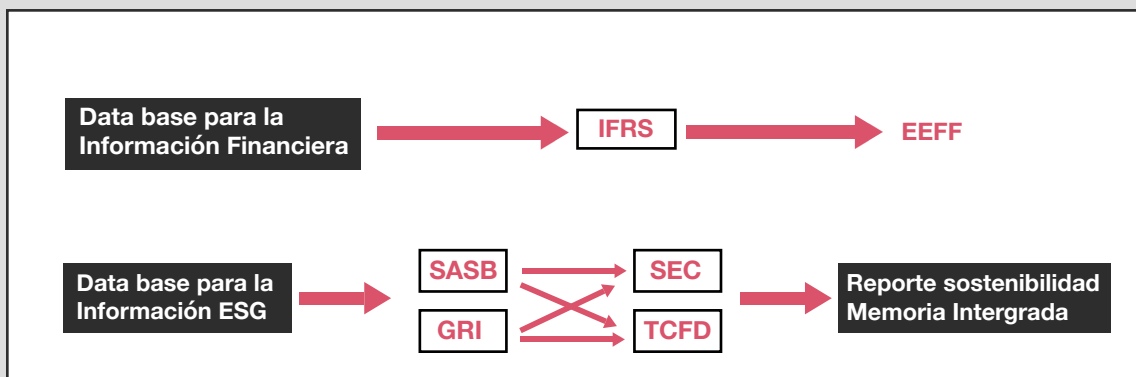 Data base para la
Información Financiera
IFRS
EEFF
Data base para la
Información ESG
SASB
GRI
SEC
TCFD
Reporte sostenibilidad
Memoria Intergrada